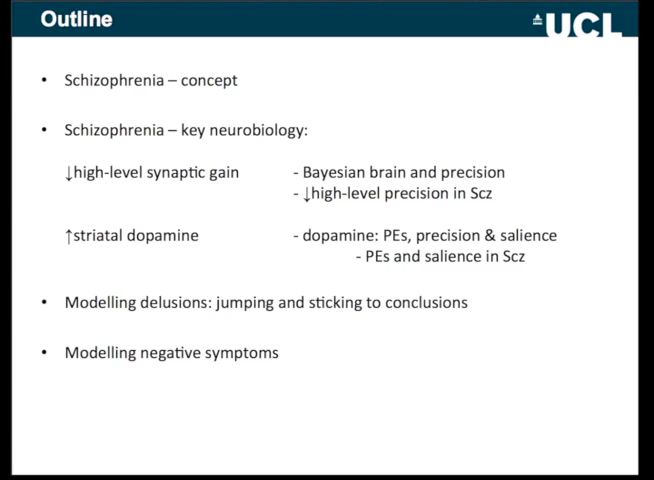 Outline
UCL
• Schizophrenia – concept
• Schizophrenia – key neurobiology:
↓high-level synaptic gain - Bayesian brain and precision
- ↓high-level precision in Scz
↑striatal dopamine - dopamine: PEs, precision & salience
- PEs and salience in Scz
• Modelling delusions: jumping and sticking to conclusions
• Modelling negative symptoms